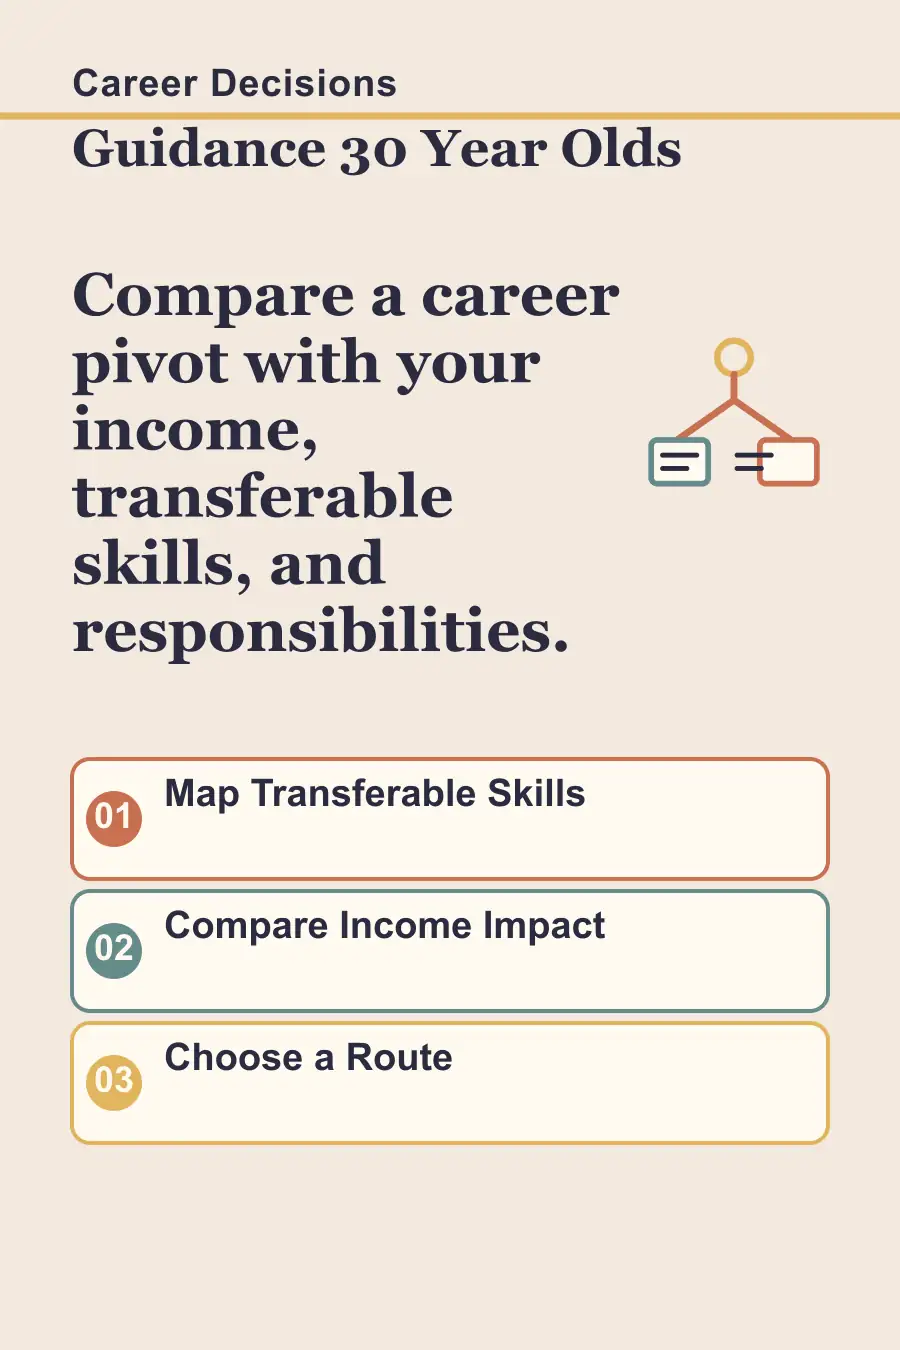 Career Decisions
Guidance 30 Year Olds
Compare a career
pivot with your
income,
transferable
skills, and
responsibilities.
01
Map Transferable Skills
02
Compare Income Impact
03
Choose a Route